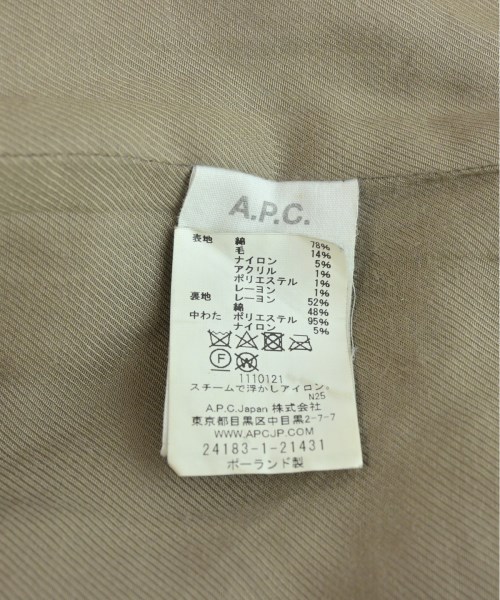 A.P.C.
表地 綿 78%
毛 14%
ナイロン 5%
アクリル 1%
ポリエステル 1%
レーヨン 1%
裏地 レーヨン 52%
綿 48%
中わた ポリエステル 95%
ナイロン 5%
F W
1110121
スチームで浮かしアイロン。
N25
A.P.C.Japan 株式会社
東京都目黒区中目黒2-7-7
WWW.APCJP.COM
24183-1-21431
ポーランド製